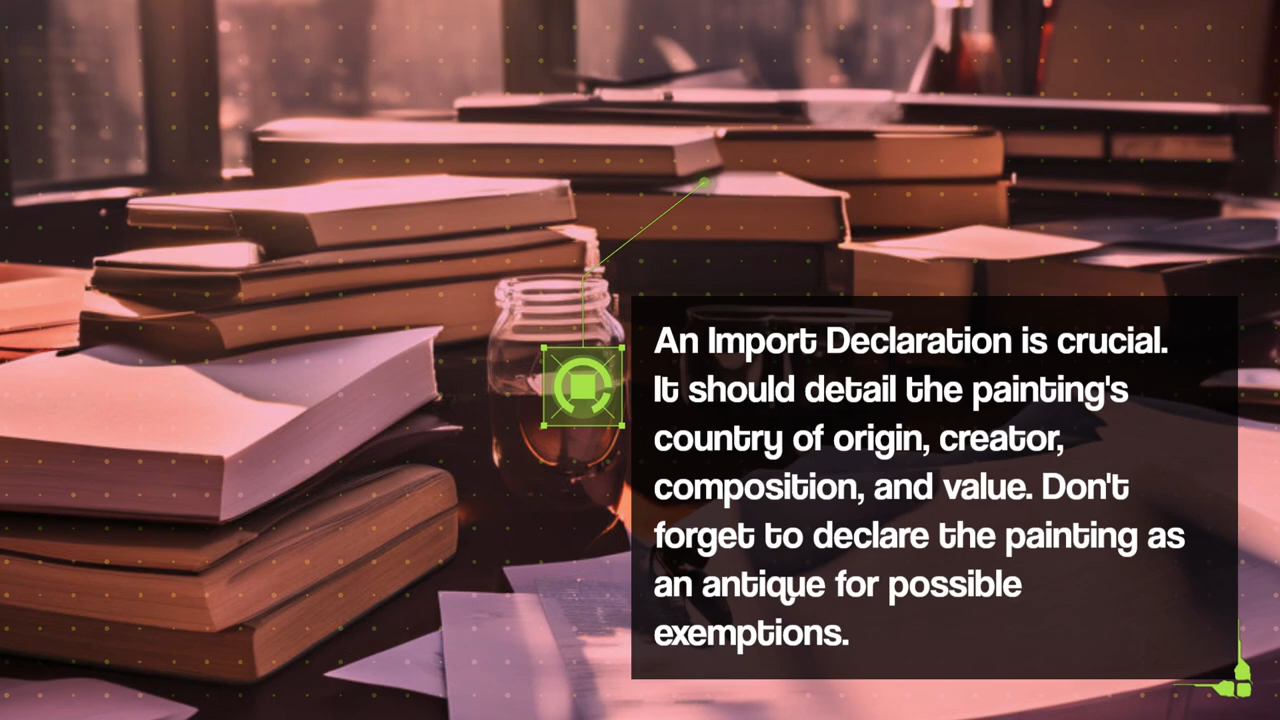 An Import Declaration is crucial.
It should detail the painting's
country of origin, creator,
composition, and value. Don't
forget to declare the painting as
an antique for possible
exemptions.